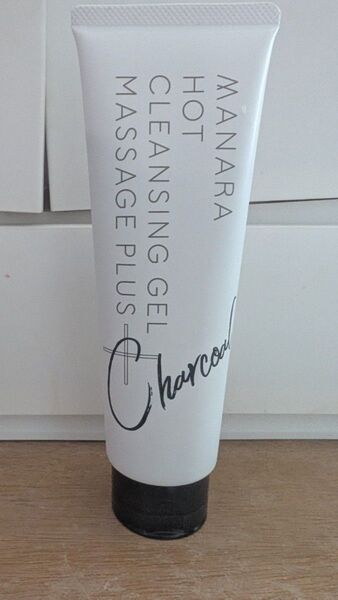 MANARA
HOT
CLEANSING GEL
MASSAGE PLUS
Charcoal